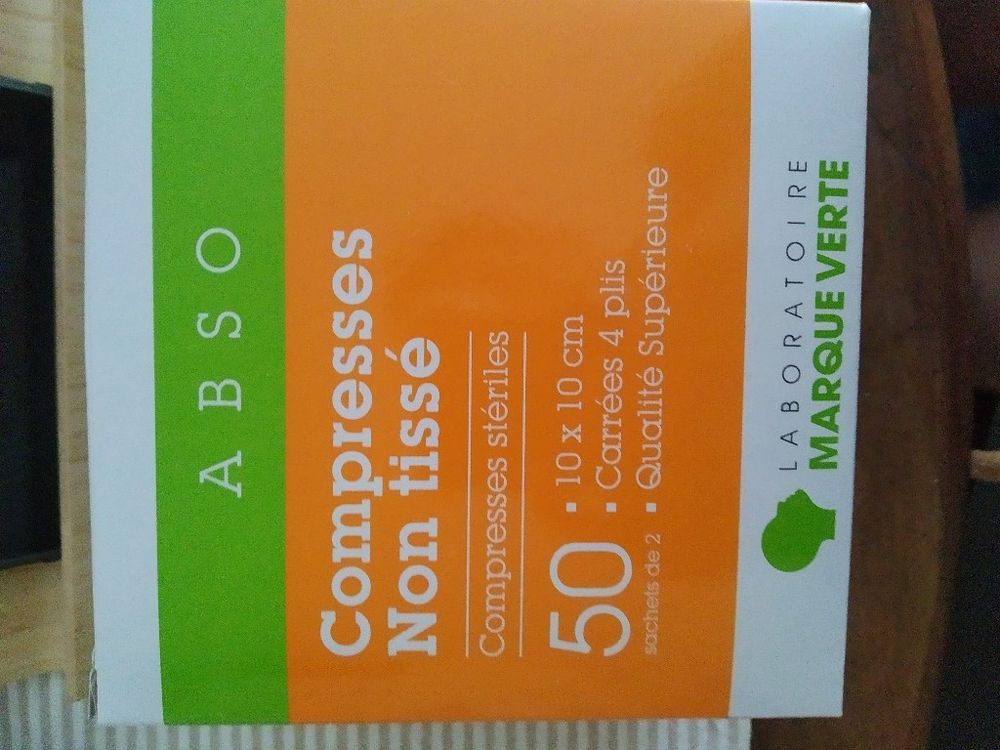 ABSO
Compresses
Non tissé
Compresses stériles
50
sachets de 2
▪ 10 x 10 cm
▪ Carrées 4 plis
▪ Qualité Supérieure
LABORATOIRE
MARQUE VERTE